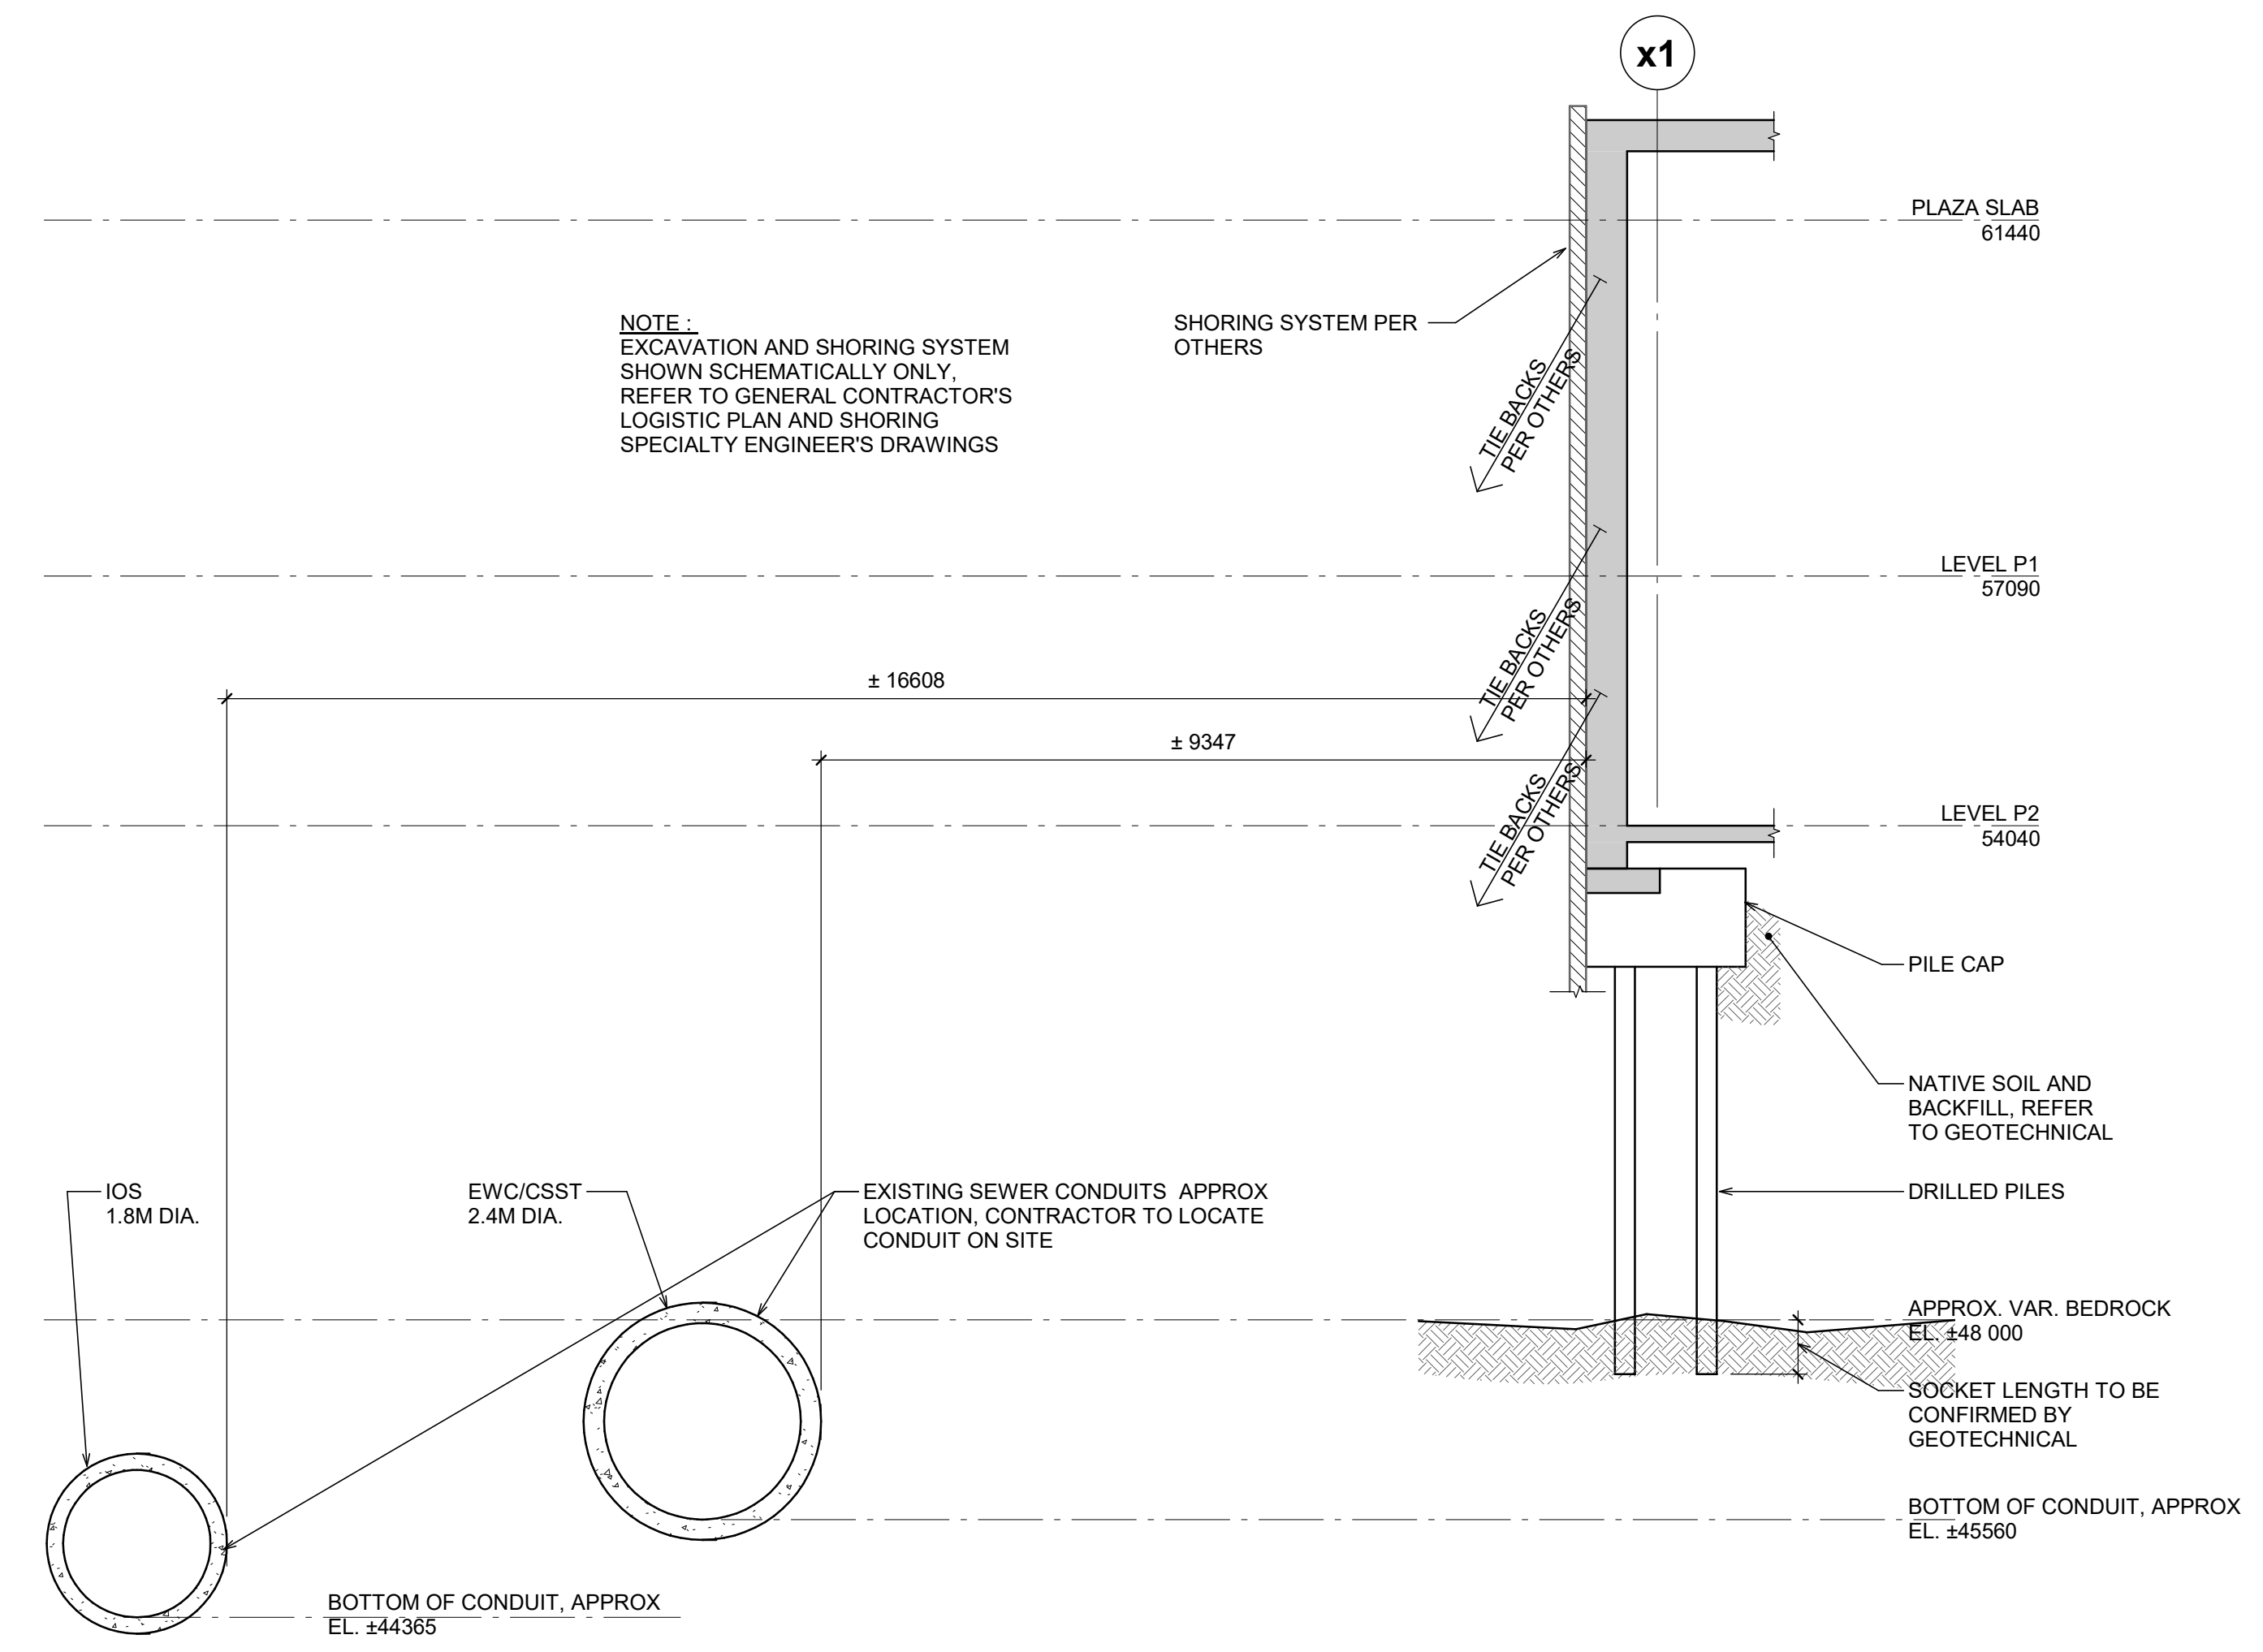 x1
PLAZA SLAB
61440
NOTE :
EXCAVATION AND SHORING SYSTEM
SHOWN SCHEMATICALLY ONLY,
REFER TO GENERAL CONTRACTOR'S
LOGISTIC PLAN AND SHORING
SPECIALTY ENGINEER'S DRAWINGS
SHORING SYSTEM PER
OTHERS
TIE BACKS
PER OTHERS
LEVEL P1
57090
TIE BACKS
PER OTHERS
± 16608
± 9347
TIE BACKS
PER OTHERS
LEVEL P2
54040
PILE CAP
NATIVE SOIL AND
BACKFILL, REFER
TO GEOTECHNICAL
IOS
1.8M DIA.
EWC/CSST
2.4M DIA.
EXISTING SEWER CONDUITS APPROX
LOCATION, CONTRACTOR TO LOCATE
CONDUIT ON SITE
DRILLED PILES
APPROX. VAR. BEDROCK
EL. ±48 000
SOCKET LENGTH TO BE
CONFIRMED BY
GEOTECHNICAL
BOTTOM OF CONDUIT, APPROX
EL. ±45560
BOTTOM OF CONDUIT, APPROX
EL. ±44365